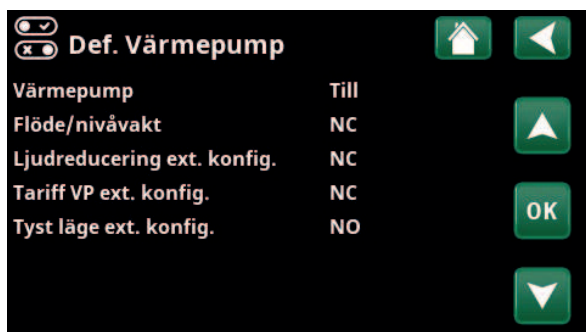 Def. Värmepump
Värmepump Till
Flöde/nivåvakt NC
Ljudreducering ext. konfig. NC
Tariff VP ext. konfig. NC
Tyst läge ext. konfig. NO
OK